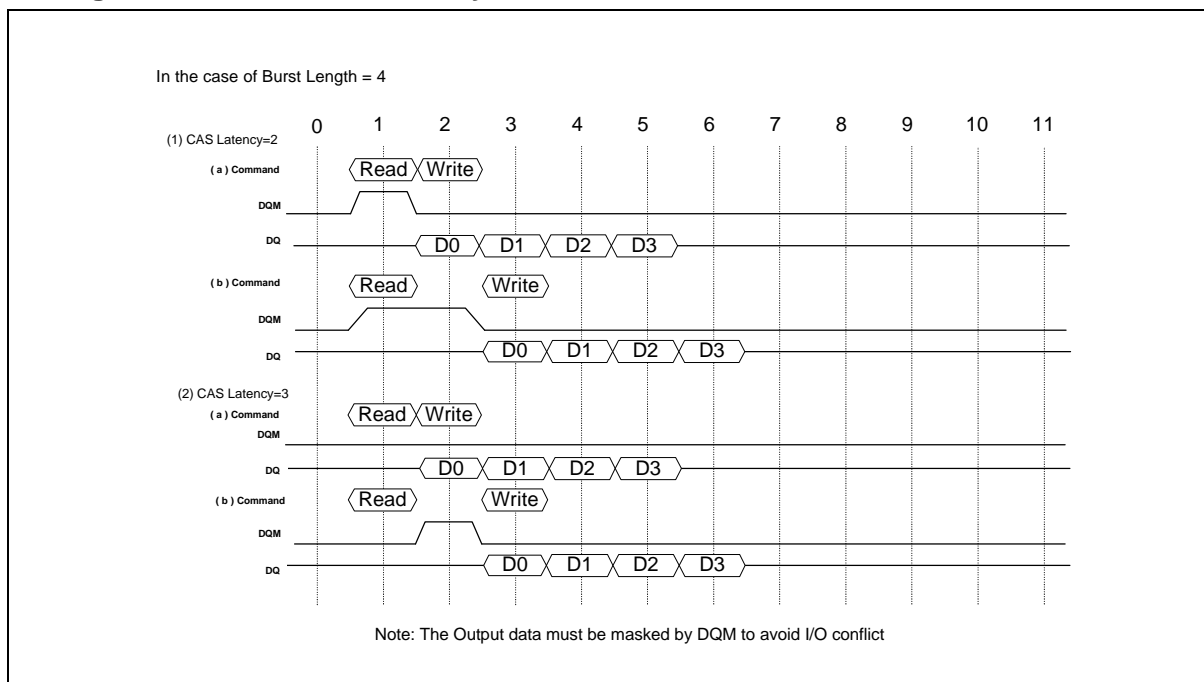 In the case of Burst Length = 4
0 1 2 3 4 5 6 7 8 9 10 11
(1) CAS Latency=2
( a ) Command Read Write
DQM
DQ D0 D1 D2 D3
( b ) Command Read Write
DQM
DQ D0 D1 D2 D3
(2) CAS Latency=3
( a ) Command Read Write
DQM
DQ D0 D1 D2 D3
( b ) Command Read Write
DQM
DQ D0 D1 D2 D3
Note: The Output data must be masked by DQM to avoid I/O conflict